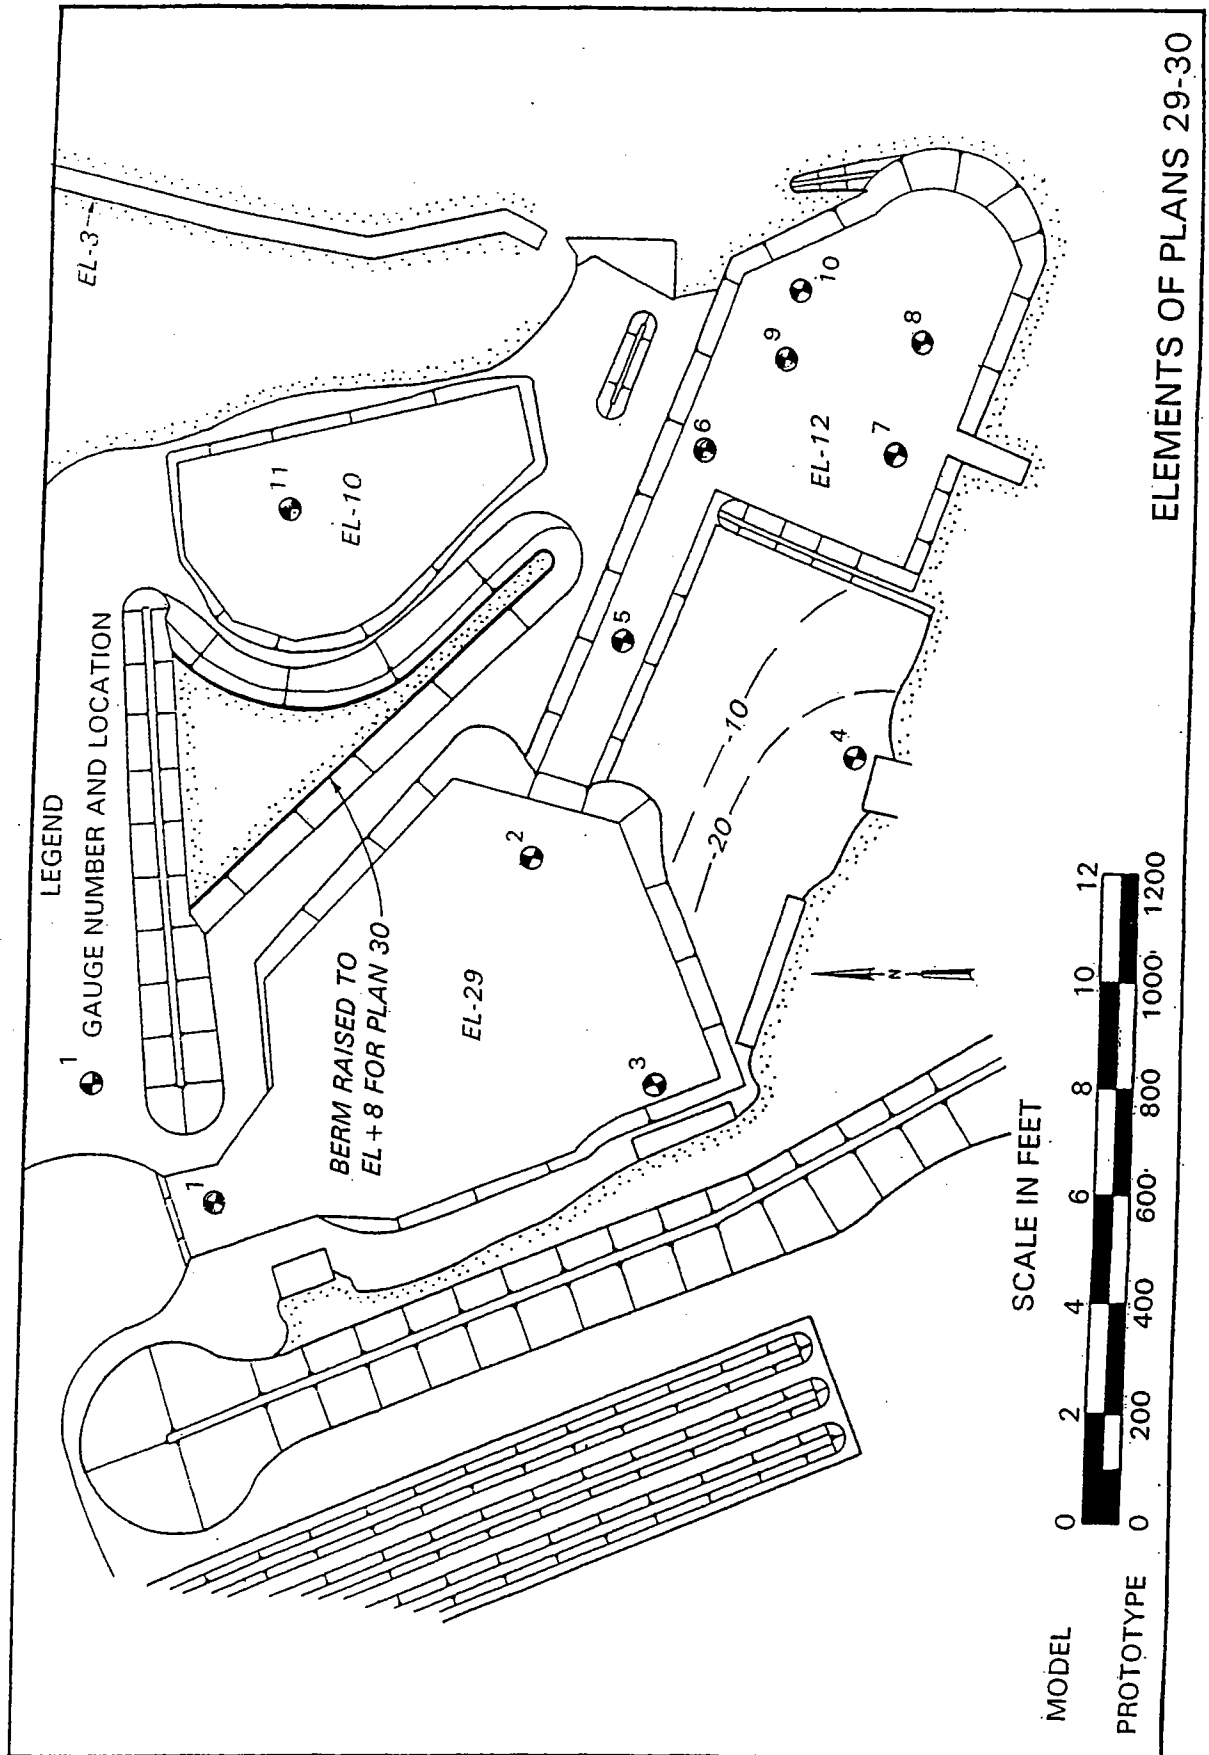 LEGEND
1 GAUGE NUMBER AND LOCATION
EL-3
1
11
EL-10
BERM RAISED TO
EL+8 FOR PLAN 30
EL-29
2
3
5
6
9
10
EL-12
7
8
-10
-20
4
N
SCALE IN FEET
MODEL
0 2 4 6 8 10 12
PROTOTYPE
0 200 400 600 800 1000 1200
ELEMENTS OF PLANS 29-30